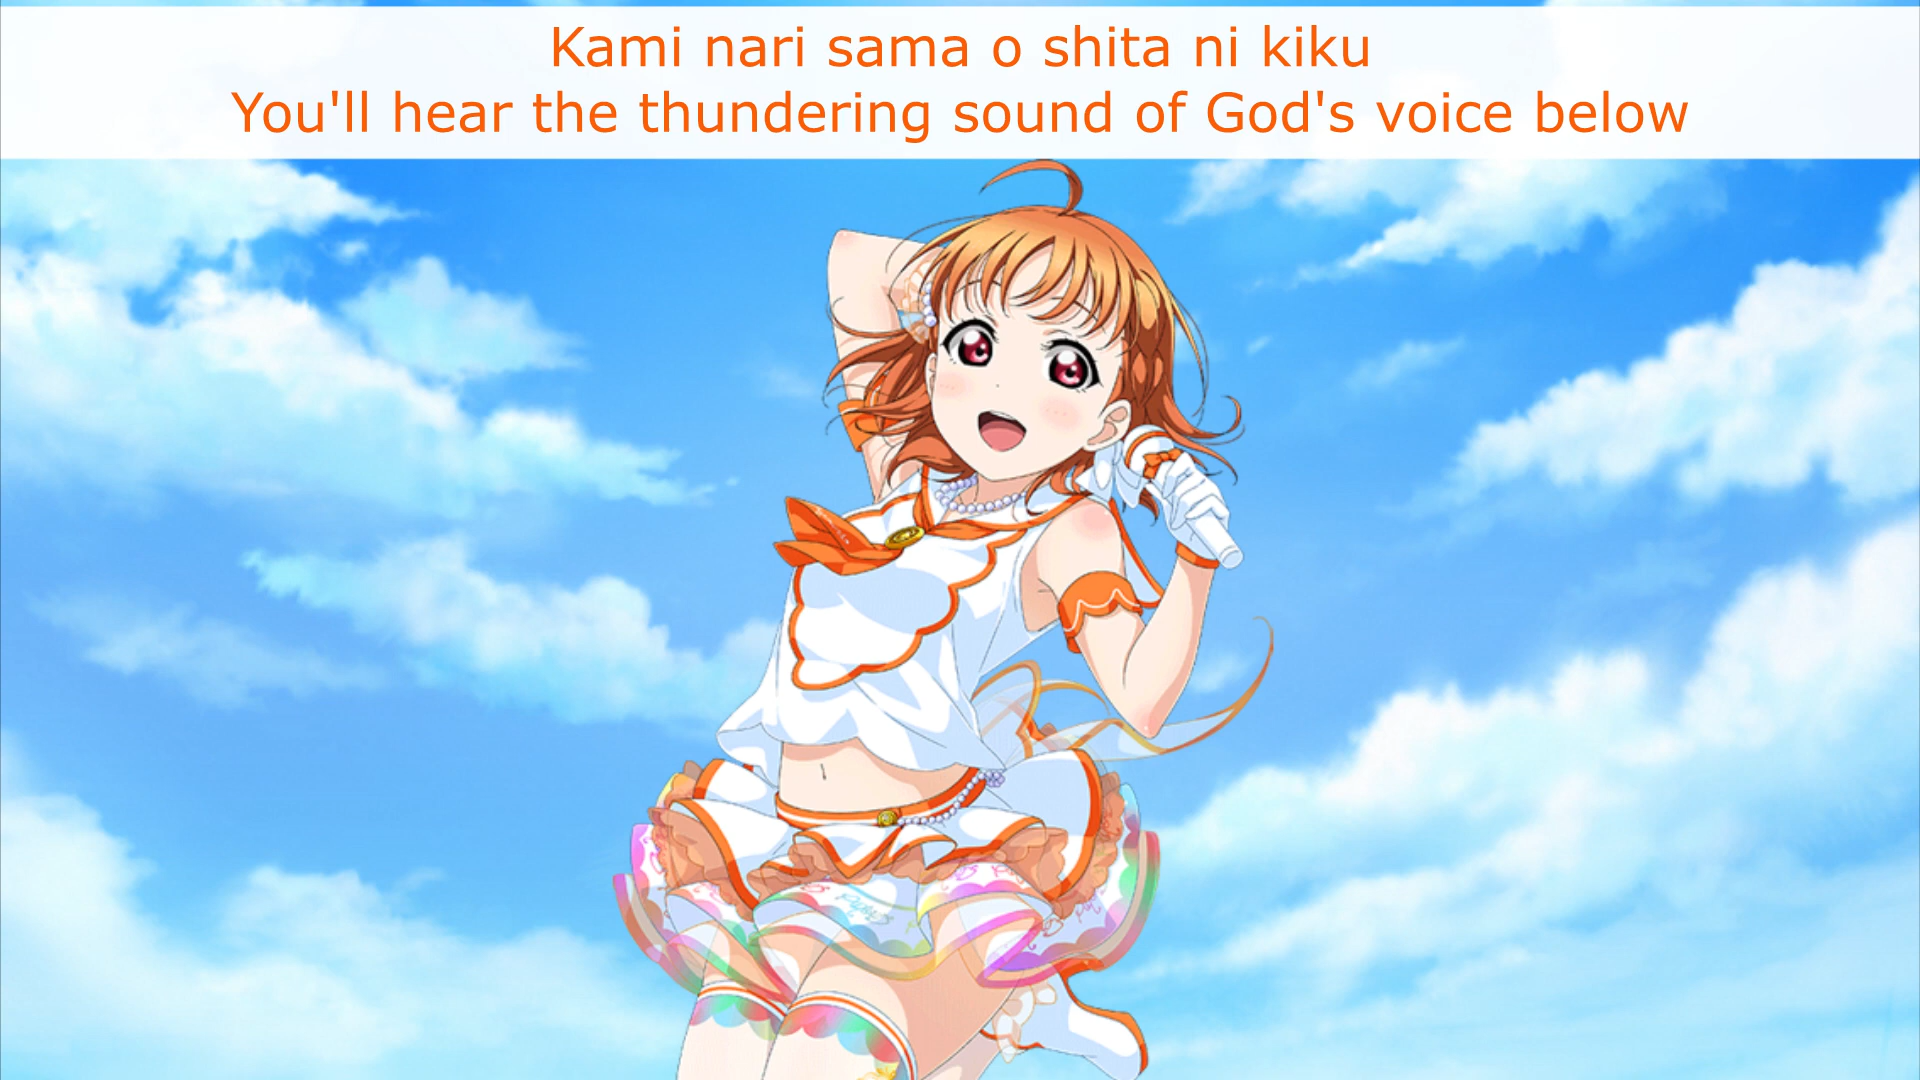 Kami nari sama o shita ni kiku
You'll hear the thundering sound of God's voice below